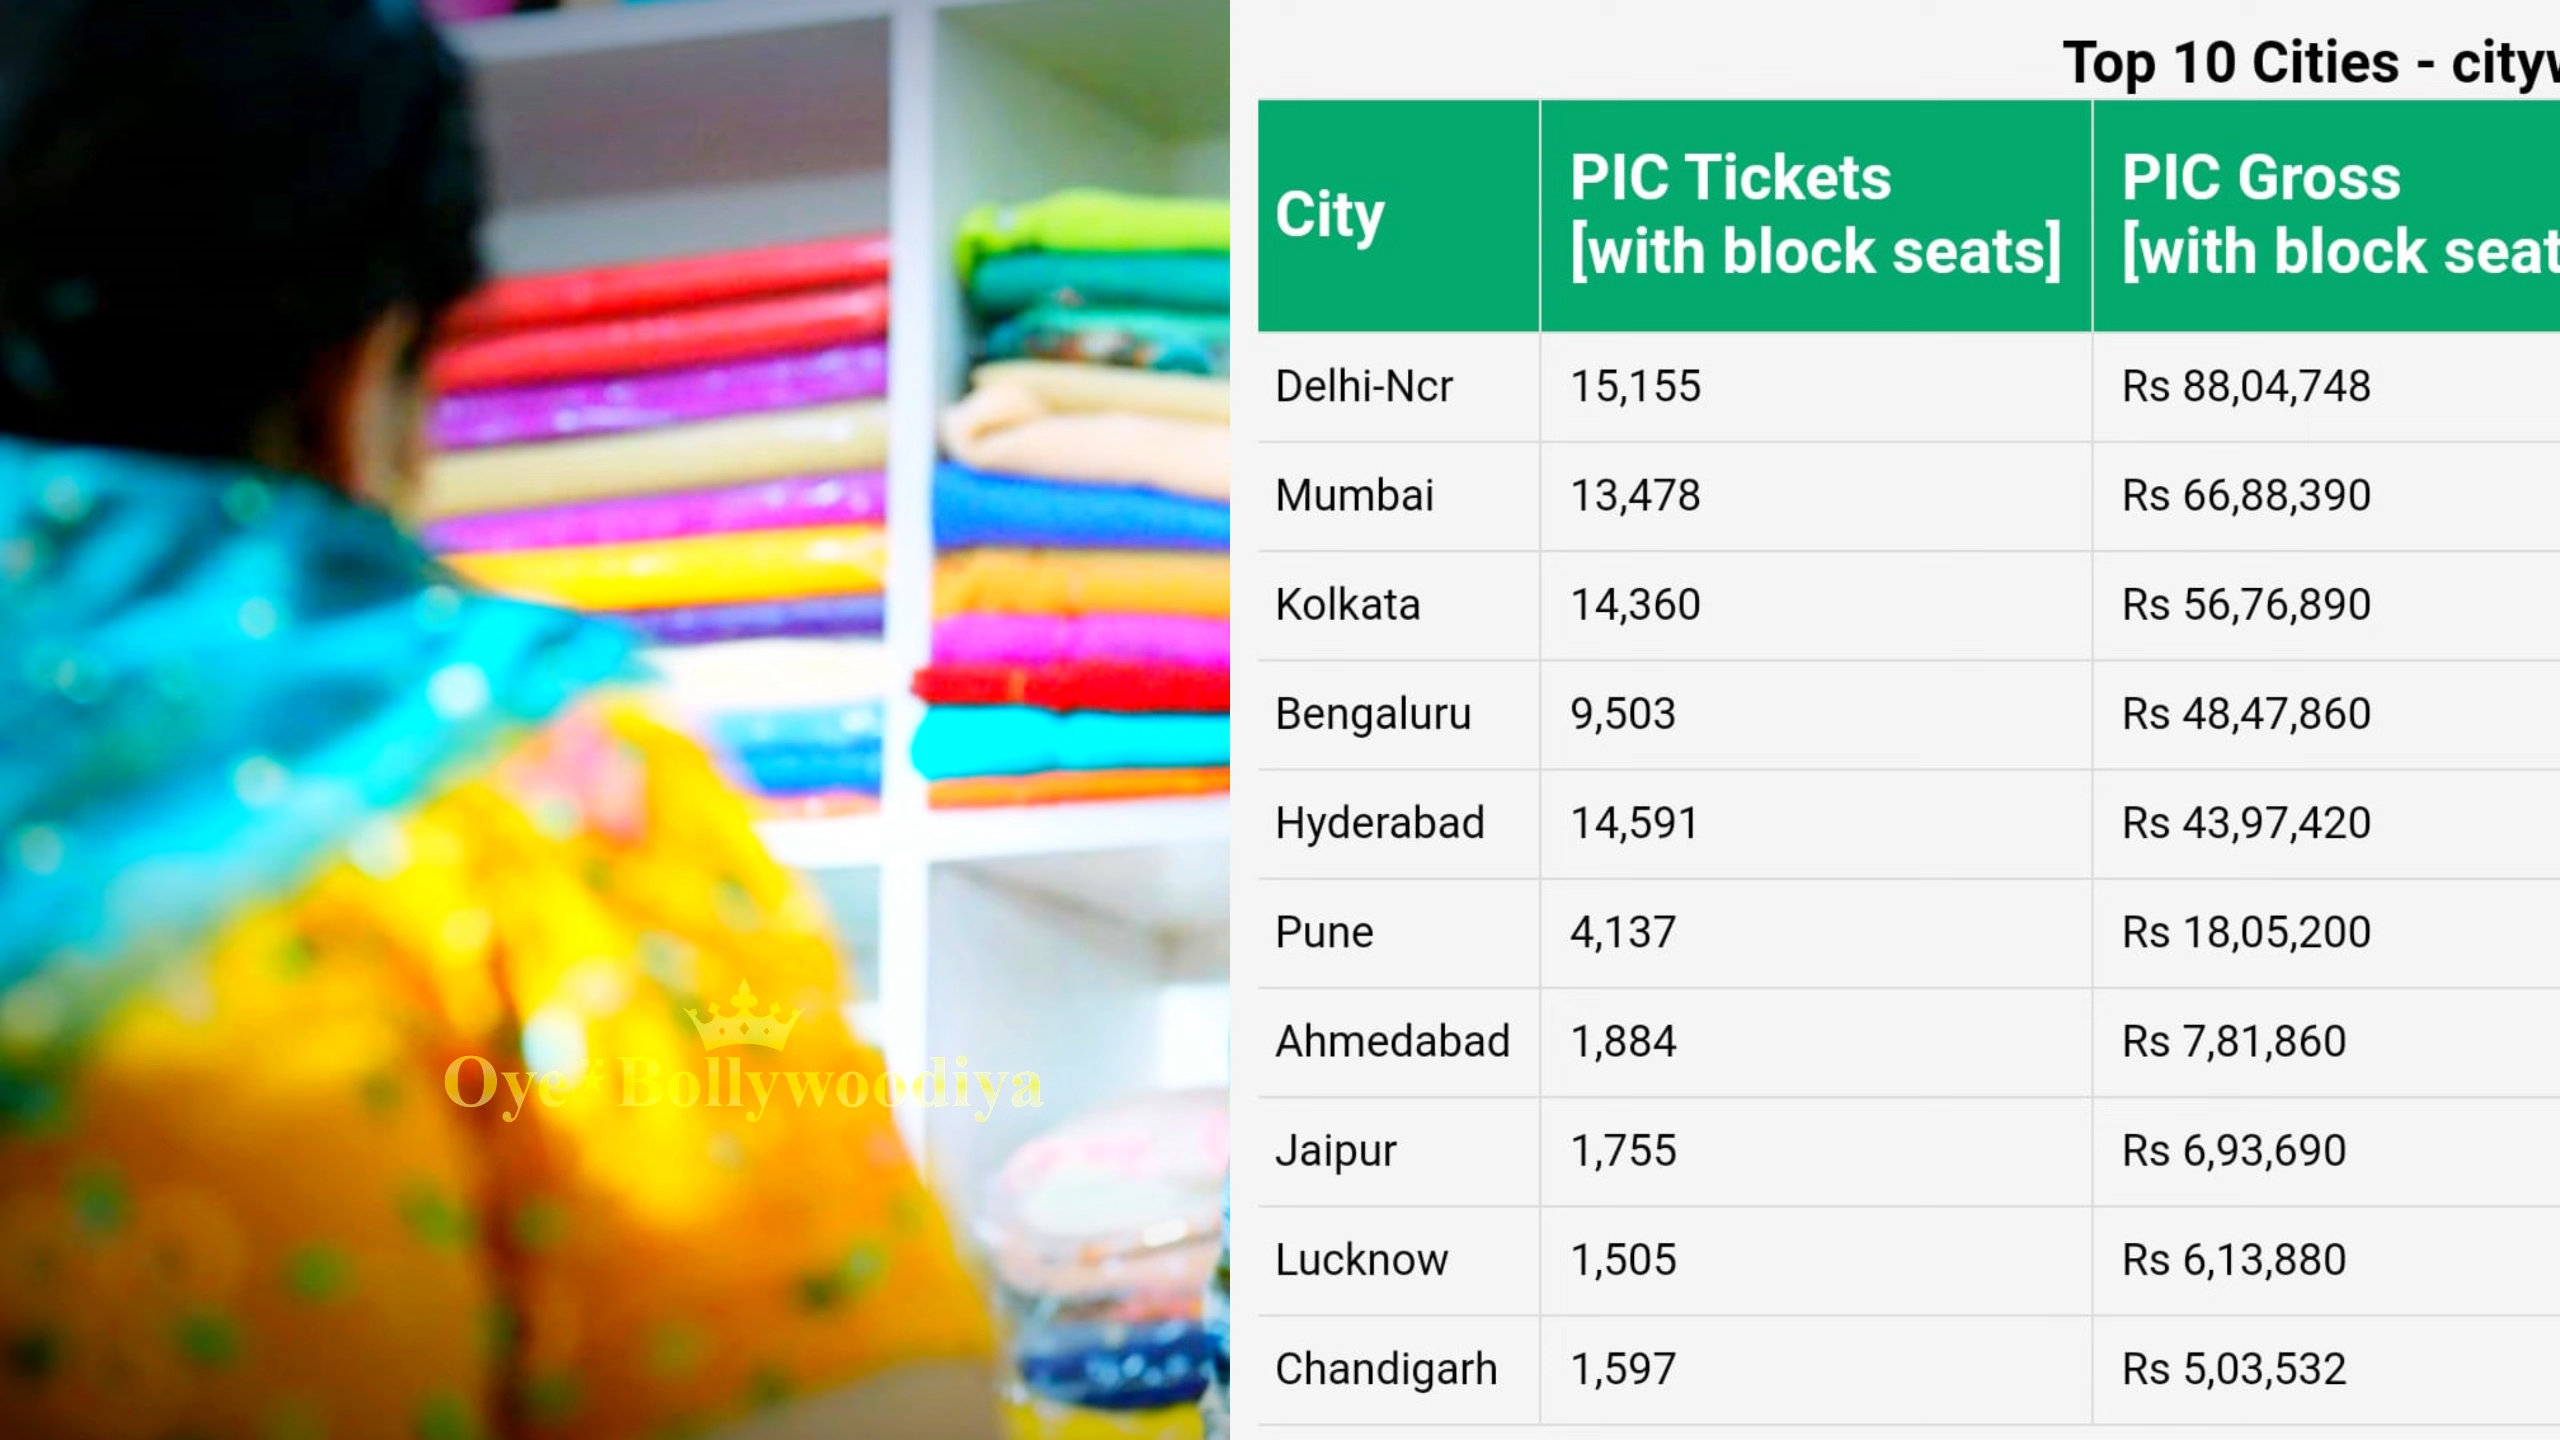 Oye Bollywoodiya
Top 10 Cities - city
City
PIC Tickets
[with block seats]
PIC Gross
[with block seat
Delhi-Ncr 15,155 Rs 88,04,748
Mumbai 13,478 Rs 66,88,390
Kolkata 14,360 Rs 56,76,890
Bengaluru 9,503 Rs 48,47,860
Hyderabad 14,591 Rs 43,97,420
Pune 4,137 Rs 18,05,200
Ahmedabad 1,884 Rs 7,81,860
Jaipur 1,755 Rs 6,93,690
Lucknow 1,505 Rs 6,13,880
Chandigarh 1,597 Rs 5,03,532